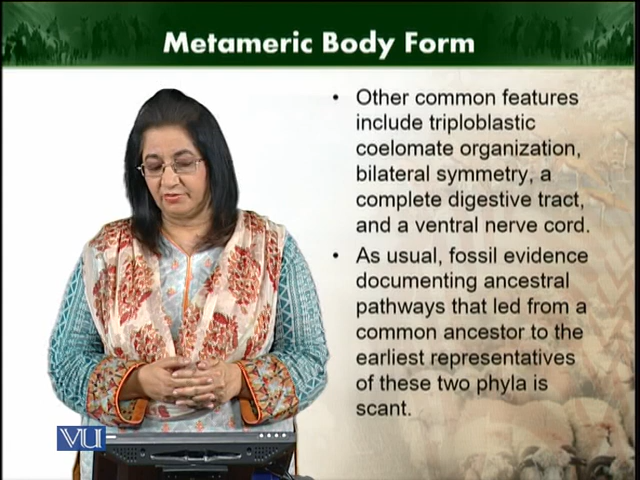 Metameric Body Form
• Other common features
include triploblastic
coelomate organization,
bilateral symmetry, a
complete digestive tract,
and a ventral nerve cord.
• As usual, fossil evidence
documenting ancestral
pathways that led from a
common ancestor to the
earliest representatives
of these two phyla is
scant.
VU